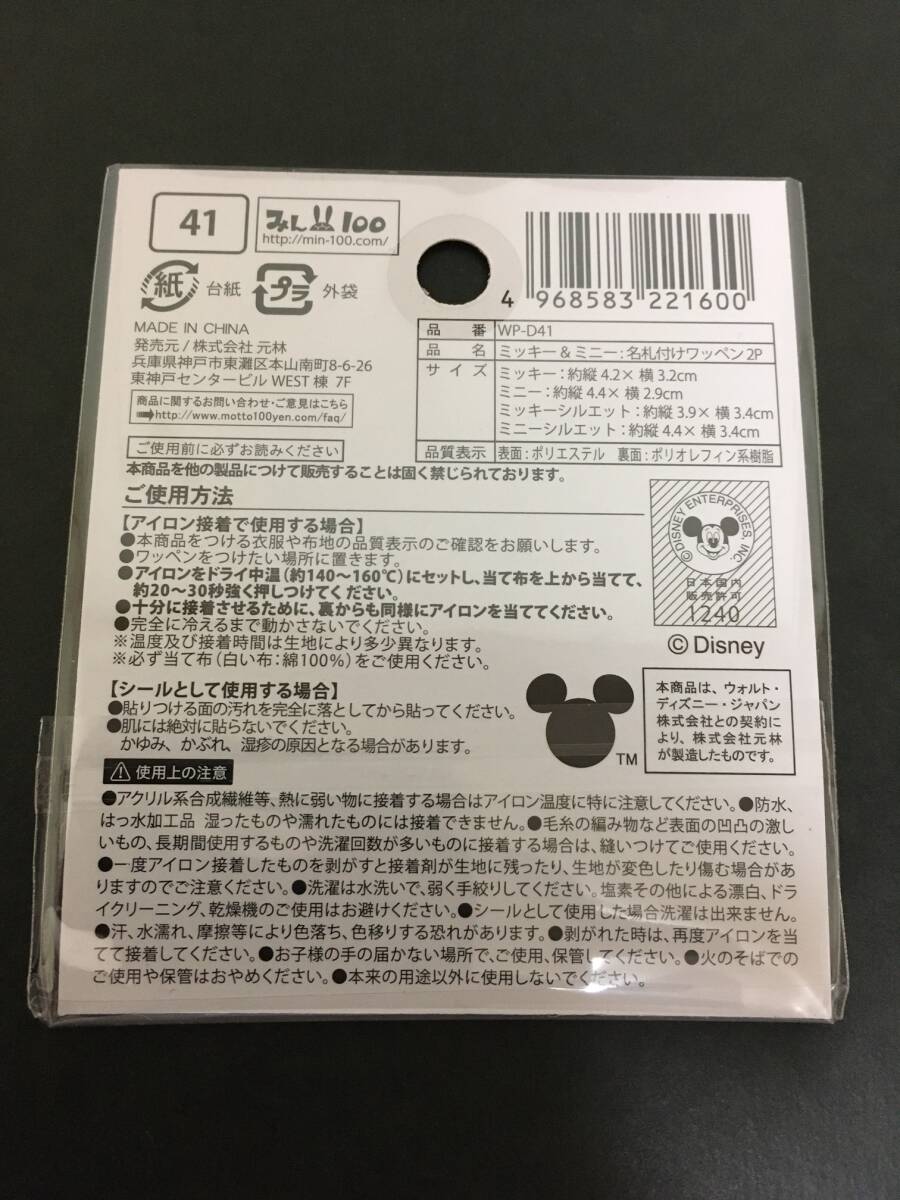 41
みん100
http://min-100.com/
紙 台紙 プラ 外袋
4 968583 221600
MADE IN CHINA
発売元/株式会社 元林
兵庫県神戸市東灘区本山南町8-6-26
東神戸センタービル WEST 棟 7F
商品に関するお問い合わせ・ご意見はこちら
http://www.motto100yen.com/faq/
品番 WP-D41
品名 ミッキー&ミニー:名札付けワッペン2P
サイズ ミッキー:約縦 4.2×横 3.2cm
ミニー:約縦 4.4×横 2.9cm
ミッキーシルエット:約縦 3.9×横 3.4cm
ミニーシルエット:約縦 4.4×横 3.4cm
品質表示 表面:ポリエステル 裏面:ポリオレフィン系樹脂
ご使用前に必ずお読みください
本商品を他の製品につけて販売することは固く禁じられております。
ご使用方法
【アイロン接着で使用する場合】
●本商品をつける衣服や布地の品質表示のご確認をお願いします。
●ワッペンをつけたい場所に置きます。
●アイロンをドライ中温(約140～160℃)にセットし、当て布を上から当てて、
約20～30秒強く押しつけてください。
●十分に接着させるために、裏からも同様にアイロンを当ててください。
●完全に冷えるまで動かさないでください。
※温度及び接着時間は生地により多少異なります。
※必ず当て布(白い布:綿100%)をご使用ください。
©DISNEY ENTERPRISES, INC.
日本国内
販売許可
1240
©Disney
【シールとして使用する場合】
●貼りつける面の汚れを完全に落としてから貼ってください。
●肌には絶対に貼らないでください。
かゆみ、かぶれ、湿疹の原因となる場合があります。
TM
本商品は、ウォルト・
ディズニー・ジャパン
株式会社との契約に
より、株式会社元林
が製造したものです。
⚠使用上の注意
●アクリル系合成繊維等、熱に弱い物に接着する場合はアイロン温度に特に注意してください。●防水、
はっ水加工品 湿ったものや濡れたものには接着できません。●毛糸の編み物など表面の凹凸の激し
いもの、長期間使用するものや洗濯回数が多いものに接着する場合は、縫いつけてご使用ください。
●一度アイロン接着したものを剥がすと接着剤が生地に残ったり、生地が変色したり傷む場合があ
りますのでご注意ください。●洗濯は水洗いで、弱く手絞りしてください。塩素その他による漂白、ドラ
イクリーニング、乾燥機のご使用はお避けください。●シールとして使用した場合洗濯は出来ません。
●汗、水濡れ、摩擦等により色落ち、色移りする恐れがあります。●剥がれた時は、再度アイロンを当
てて接着してください。●お子様の手の届かない場所で、ご使用、保管してください。●火のそばでの
ご使用や保管はおやめください。●本来の用途以外に使用しないでください。